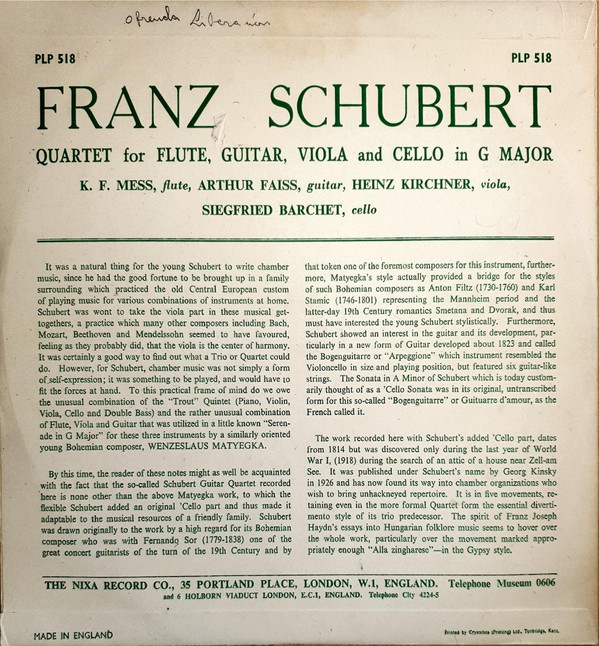 Ofrenda Liberación
PLP 518 PLP 518
FRANZ SCHUBERT
QUARTET for FLUTE, GUITAR, VIOLA and CELLO in G MAJOR
K. F. MESS, flute, ARTHUR FAISS, guitar, HEINZ KIRCHNER, viola,
SIEGFRIED BARCHET, cello
It was a natural thing for the young Schubert to write chamber
music, since he had the good fortune to be brought up in a family
surrounding which practiced the old Central European custom
of playing music for various combinations of instruments at home.
Schubert was wont to take the viola part in these musical get-
togethers, a practice which many other composers including Bach,
Mozart, Beethoven and Mendelssohn seemed to have favoured,
feeling as they probably did, that the viola is the center of harmony.
It was certainly a good way to find out what a Trio or Quartet could
do. However, for Schubert, chamber music was not simply a form
of self-expression; it was something to be played, and would have to
fit the forces at hand. To this practical frame of mind do we owe
the unusual combination of the "Trout" Quintet (Piano, Violin,
Viola, Cello and Double Bass) and the rather unusual combination
of Flute, Viola and Guitar that was utilized in a little known "Seren-
ade in G Major" for these three instruments by a similarly oriented
young Bohemian composer, WENZESLAUS MATYEGKA.
By this time, the reader of these notes might as well be acquainted
with the fact that the so-called Schubert Guitar Quartet recorded
here is none other than the above Matyegka work, to which the
flexible Schubert added an original 'Cello part and thus made it
adaptable to the musical resources of a friendly family. Schubert
was drawn originally to the work by a high regard for its Bohemian
composer who was with Fernando Sor (1779-1838) one of the
great concert guitarists of the turn of the 19th Century and by
that token one of the foremost composers for this instrument, further-
more, Matyegka's style actually provided a bridge for the styles
of such Bohemian composers as Anton Filtz (1730-1760) and Karl
Stamic (1746-1801) representing the Mannheim period and the
latter-day 19th Century romantics Smetana and Dvorak, and thus
must have interested the young Schubert stylistically. Furthermore,
Schubert showed interest in the guitar and its development, par-
ticularly in a new form of Guitar developed about 1823 and called
the Bogenguitarre or "Arpeggione" which instrument resembled the
Violoncello in size and playing position, but featured six guitar-like
strings. The Sonata in A Minor of Schubert which is today custom-
arily thought of as a 'Cello Sonata was in its original, untranscribed
form for this so-called "Bogenguitarre" or Guituarre d'amour, as the
French called it.
The work recorded here with Schubert's added 'Cello part, dates
from 1814 but was discovered only during the last year of World
War I, (1918) during the search of an attic of a house near Zell-am
See. It was published under Schubert's name by Georg Kinsky
in 1926 and has now found its way into chamber organizations who
wish to bring unhackneyed repertoire. It is in five movements, re-
taining even in the more formal Quartet form the essential diverti-
mento style of its trio predecessor. The spirit of Franz Joseph
Haydn's essays into Hungarian folklore music seems to hover over
the whole work, particularly over the movement marked appro-
priately enough "Alla zingharese"—in the Gypsy style.
THE NIXA RECORD CO., 35 PORTLAND PLACE, LONDON, W.1, ENGLAND. Telephone Museum 0606
and 6 HOLBORN VIADUCT LONDON, E.C.1, ENGLAND. Telephone City 4224-5
MADE IN ENGLAND
Printed by (Printing) Ltd., Tonbridge, Kent.